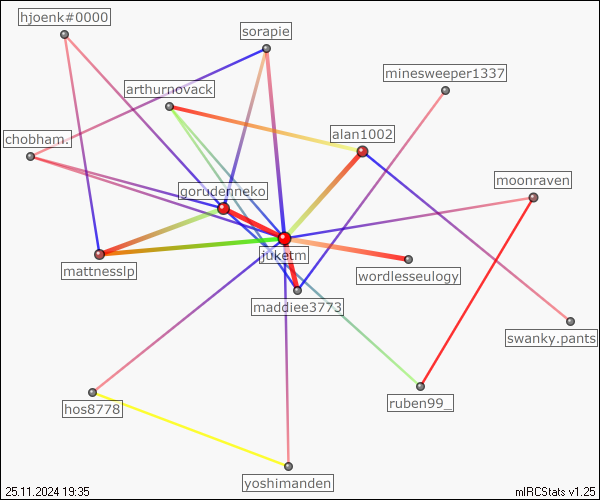 hjoenk#0000
sorapie
minesweeper1337
arthurnovack
alan1002
chobham.
moonraven
gorudenneko
juketm
mattnesslp
wordlesseulogy
maddiee3773
swanky.pants
hos8778
ruben99_
yoshimanden
25.11.2024 19:35
mIRCStats v1.25